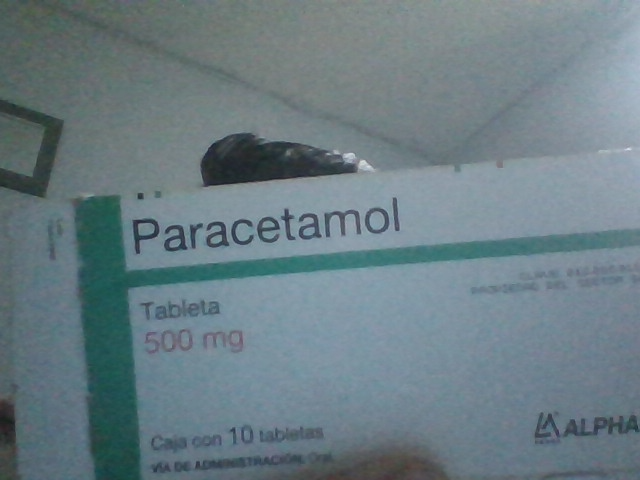 Paracetamol
Tableta
500 mg
Caja con 10 tabletas
VÍA DE ADMINISTRACIÓN: Oral
ALPHA